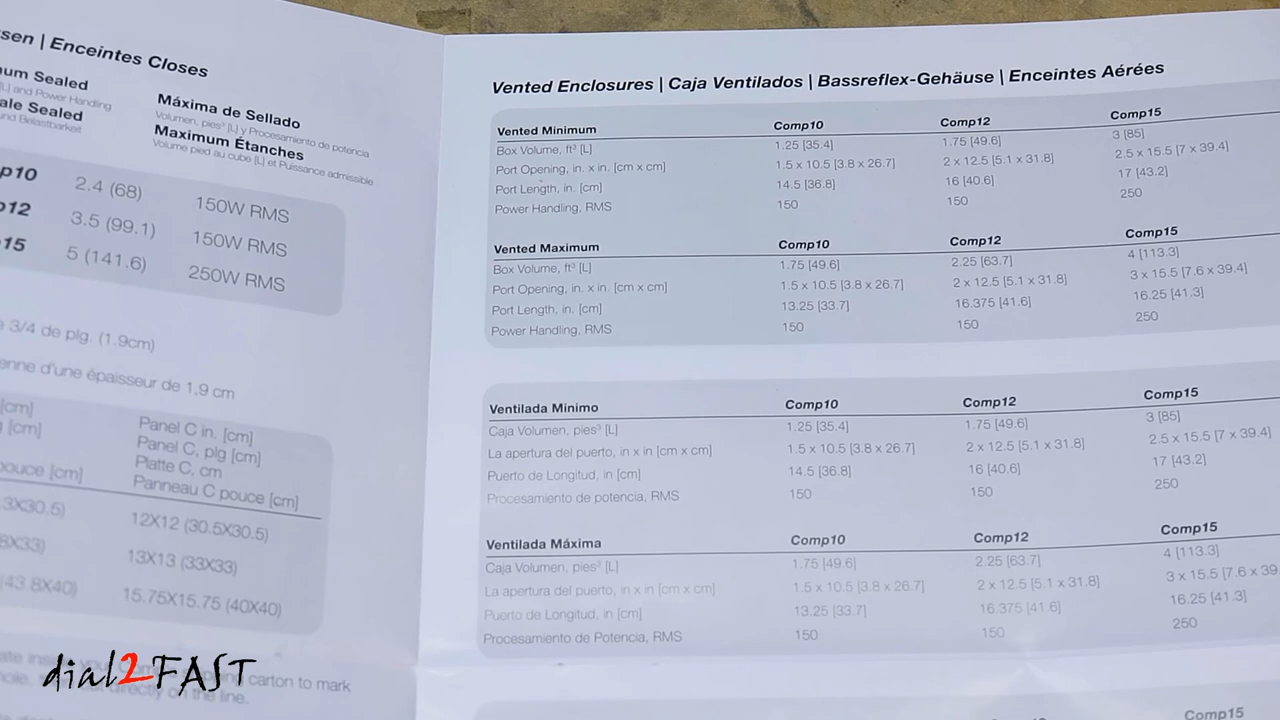 sen | Enceintes Closes
um Sealed
[L] and Power Handling
ale Sealed
und Belastbarkeit
Máxima de Sellado
Volumen, pies³ [L] y Procesamiento de potencia
Maximum Étanches
Volume pied au cube [L] et Puissance admissible
p10 2.4 (68) 150W RMS
12 3.5 (99.1) 150W RMS
15 5 (141.6) 250W RMS
3/4 de plg. (1.9cm)
enne d'une épaisseur de 1,9 cm
[cm] Panel C in. [cm]
[cm] Panel C, plg [cm]
Platte C, cm
pouce [cm] Panneau C pouce [cm]
3X30.5) 12X12 (30.5X30.5)
8X33) 13X13 (33X33)
(43.8X40) 15.75X15.75 (40X40)
carton to mark
directly on the line.
dial2FAST
Vented Enclosures | Caja Ventilados | Bassreflex-Gehäuse | Enceintes Aérées
Vented Minimum Comp10 Comp12 Comp15
Box Volume, ft³ [L] 1.25 [35.4] 1.75 [49.6] 3 [85]
Port Opening, in. x in. [cm x cm] 1.5 x 10.5 [3.8 x 26.7] 2 x 12.5 [5.1 x 31.8] 2.5 x 15.5 [7 x 39.4]
Port Length, in. [cm] 14.5 [36.8] 16 [40.6] 17 [43.2]
Power Handling, RMS 150 150 250
Vented Maximum Comp10 Comp12 Comp15
Box Volume, ft³ [L] 1.75 [49.6] 2.25 [63.7] 4 [113.3]
Port Opening, in. x in. [cm x cm] 1.5 x 10.5 [3.8 x 26.7] 2 x 12.5 [5.1 x 31.8] 3 x 15.5 [7.6 x 39.4]
Port Length, in. [cm] 13.25 [33.7] 16.375 [41.6] 16.25 [41.3]
Power Handling, RMS 150 150 250
Ventilada Minimo Comp10 Comp12 Comp15
Caja Volumen, pies³ [L] 1.25 [35.4] 1.75 [49.6] 3 [85]
La apertura del puerto, in x in [cm x cm] 1.5 x 10.5 [3.8 x 26.7] 2 x 12.5 [5.1 x 31.8] 2.5 x 15.5 [7 x 39.4]
Puerto de Longitud, in [cm] 14.5 [36.8] 16 [40.6] 17 [43.2]
Procesamiento de potencia, RMS 150 150 250
Ventilada Máxima Comp10 Comp12 Comp15
Caja Volumen, pies³ [L] 1.75 [49.6] 2.25 [63.7] 4 [113.3]
La apertura del puerto, in x in [cm x cm] 1.5 x 10.5 [3.8 x 26.7] 2 x 12.5 [5.1 x 31.8] 3 x 15.5 [7.6 x 39
Puerto de Longitud, in [cm] 13.25 [33.7] 16.375 [41.6] 16.25 [41.3]
Procesamiento de Potencia, RMS 150 150 250
Comp15